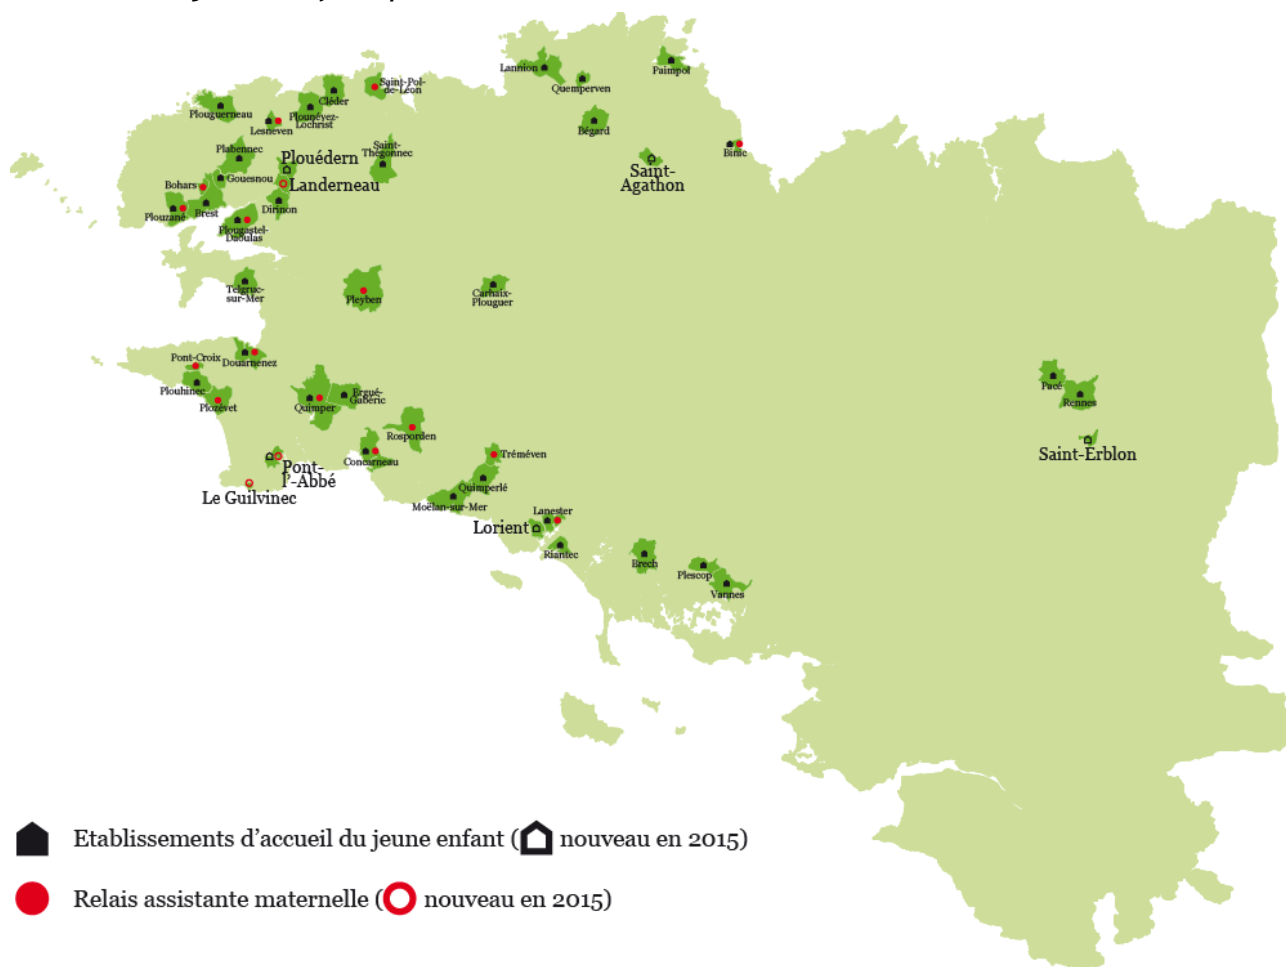 Lannion
Paimpol
Quemperven
Saint-Pol-
de-Léon
Cléder
Plouguerneau
Plounéyez-
Lochrist
Lesneven
Bégard
Binic
Saint-
Thégonnec
Plabennec
Plouédern
Saint-
Agathon
Gouesnou
Bohars
Landerneau
Brest
Dirinon
Plouzané
Plougastel-
Daoulas
Telgruc-
sur-Mer
Pleyben
Carhaix-
Plouguer
Pont-Croix
Douarnenez
Plouhinec
Plozévet
Quimper
Ergué-
Gabéric
Pacé
Rennes
Rosporden
Concarneau
Tréméven
Saint-Erblon
Pont-
l'-Abbé
Le Guilvinec
Quimperlé
Moëlan-sur-Mer
Lanester
Lorient
Riantec
Brech
Plescop
Vannes
Etablissements d'accueil du jeune enfant ( nouveau en 2015)
Relais assistante maternelle ( nouveau en 2015)